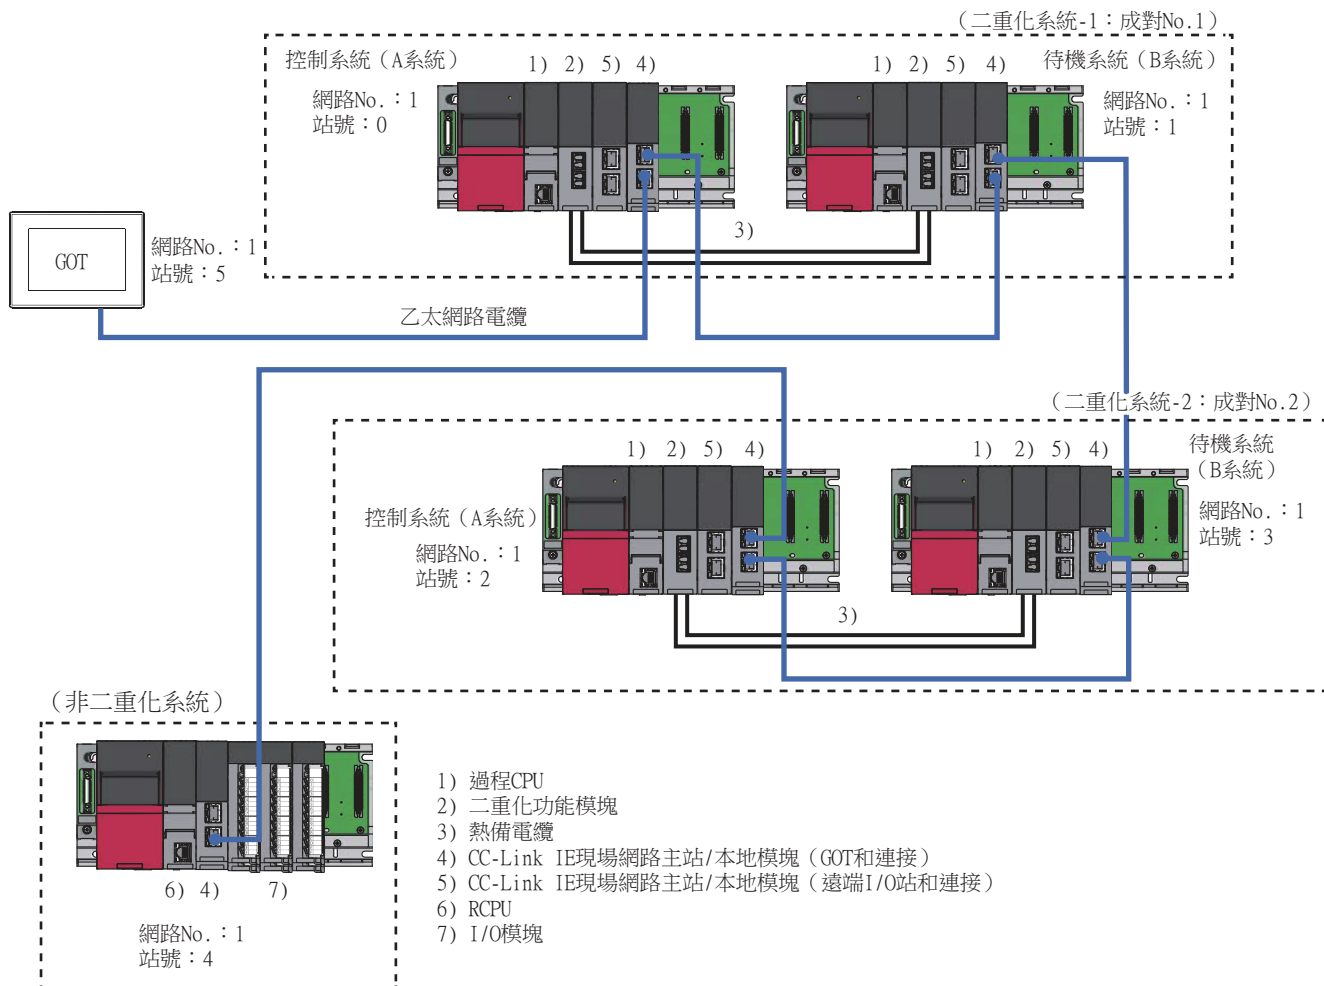 （二重化系統-1：成對No.1）
控制系統（A系統）
1) 2) 5) 4)
1) 2) 5) 4)
待機系統（B系統）
網路No.：1
站號：0
網路No.：1
站號：1
3)
GOT
網路No.：1
站號：5
乙太網路電纜
（二重化系統-2：成對No.2）
1) 2) 5) 4)
1) 2) 5) 4)
待機系統
（B系統）
控制系統（A系統）
網路No.：1
站號：2
網路No.：1
站號：3
3)
（非二重化系統）
6) 4) 7)
網路No.：1
站號：4
1) 過程CPU
2) 二重化功能模塊
3) 熱備電纜
4) CC-Link IE現場網路主站/本地模塊（GOT和連接）
5) CC-Link IE現場網路主站/本地模塊（遠端I/O站和連接）
6) RCPU
7) I/O模塊